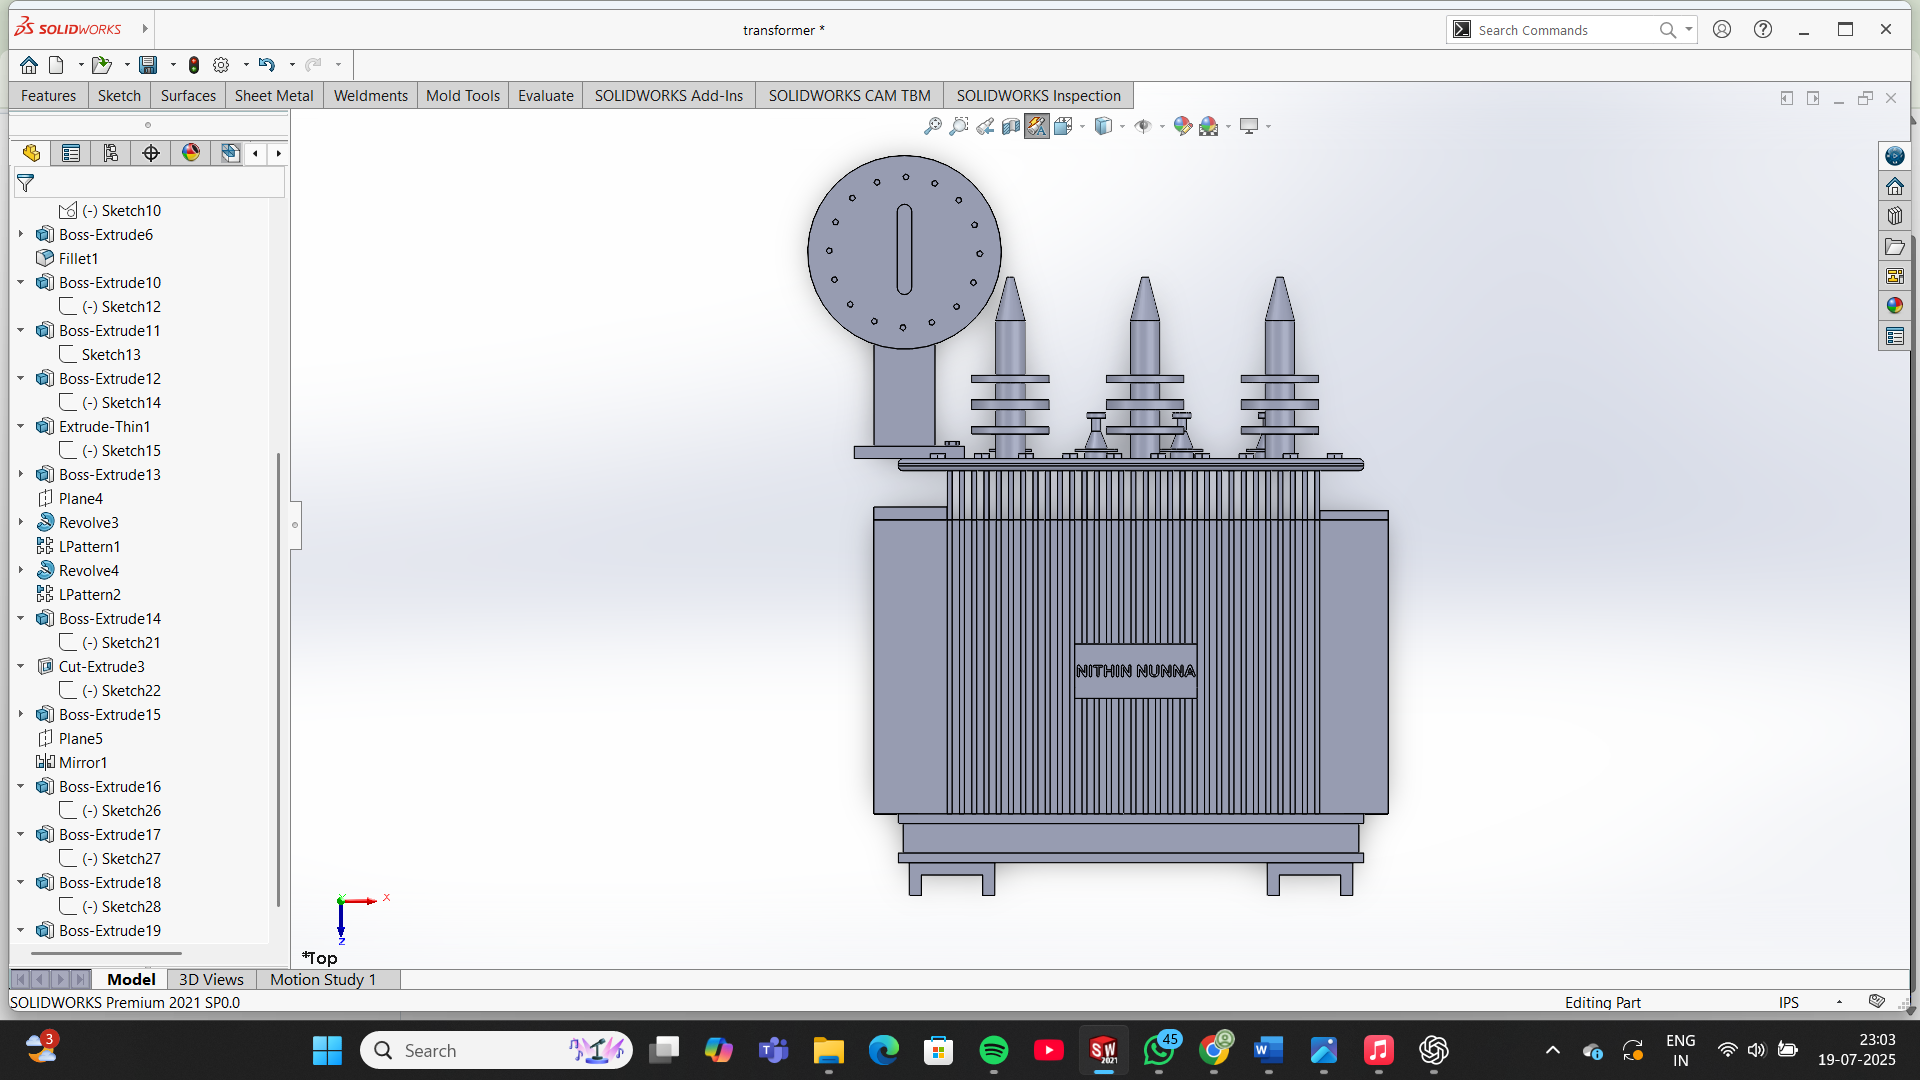 SOLIDWORKS
transformer *
Search Commands
Features
Sketch
Surfaces
Sheet Metal
Weldments
Mold Tools
Evaluate
SOLIDWORKS Add-Ins
SOLIDWORKS CAM TBM
SOLIDWORKS Inspection
(-) Sketch10
Boss-Extrude6
Fillet1
Boss-Extrude10
(-) Sketch12
Boss-Extrude11
Sketch13
Boss-Extrude12
(-) Sketch14
Extrude-Thin1
(-) Sketch15
Boss-Extrude13
Plane4
Revolve3
LPattern1
Revolve4
LPattern2
Boss-Extrude14
(-) Sketch21
Cut-Extrude3
(-) Sketch22
Boss-Extrude15
Plane5
Mirror1
Boss-Extrude16
(-) Sketch26
Boss-Extrude17
(-) Sketch27
Boss-Extrude18
(-) Sketch28
Boss-Extrude19
NITHIN NUNNA
X
Z
*Top
Model
3D Views
Motion Study 1
SOLIDWORKS Premium 2021 SP0.0
Editing Part
IPS
3
Search
SW
2021
45
W
ENG
IN
23:03
19-07-2025